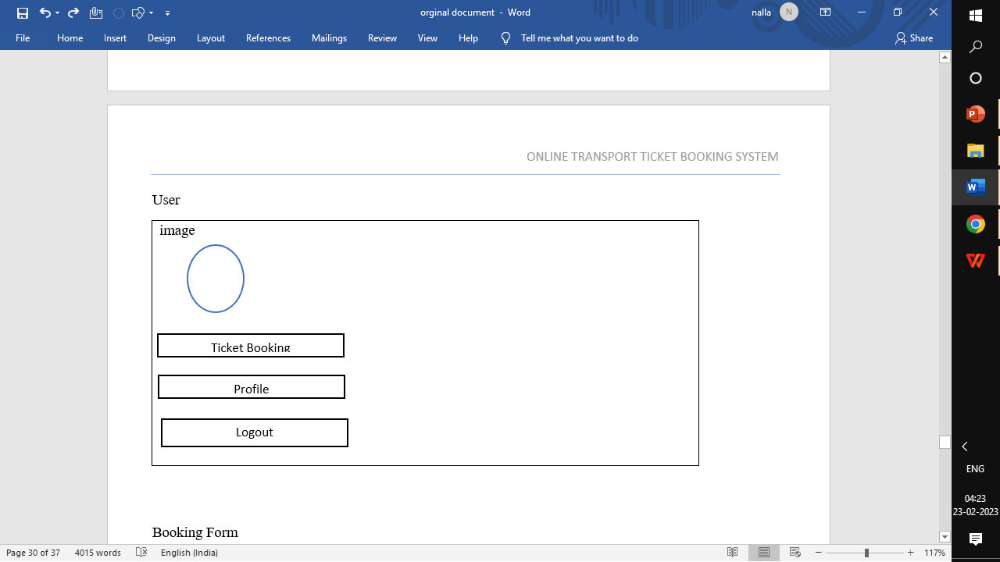 orginal document - Word
nalla
N
File Home Insert Design Layout References Mailings Review View Help Tell me what you want to do Share
ONLINE TRANSPORT TICKET BOOKING SYSTEM
User
image
Ticket Booking
Profile
Logout
Booking Form
Page 30 of 37 4015 words English (India) 117%
P
W
ENG
04:23
23-02-2023